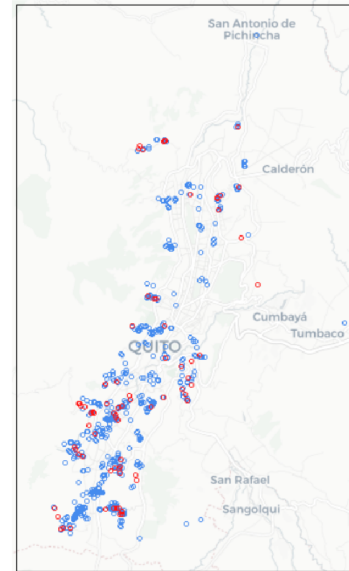 San Antonio de
Pichincha
Calderón
Cumbayá
Tumbaco
QUITO
San Rafael
Sangolquí